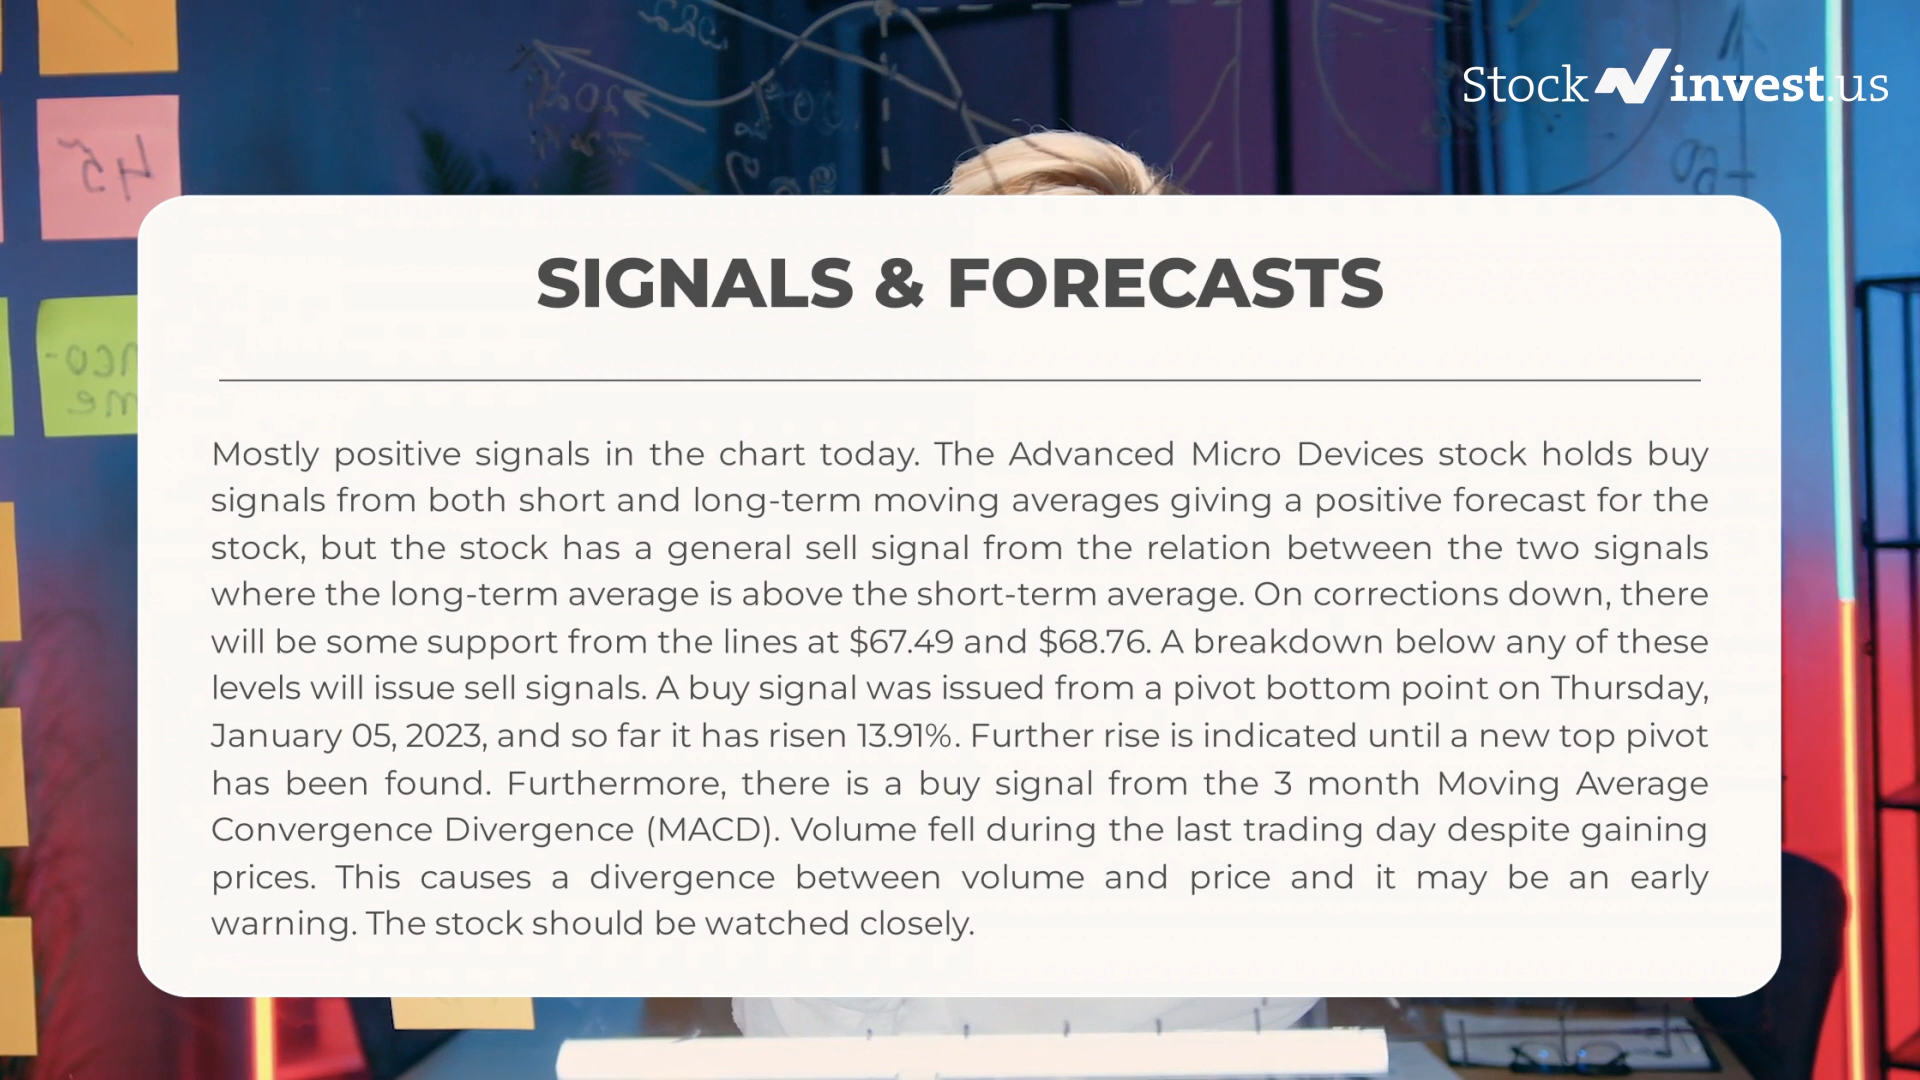 Stock invest.us
45
SIGNALS & FORECASTS
Mostly positive signals in the chart today. The Advanced Micro Devices stock holds buy
signals from both short and long-term moving averages giving a positive forecast for the
stock, but the stock has a general sell signal from the relation between the two signals
where the long-term average is above the short-term average. On corrections down, there
will be some support from the lines at $67.49 and $68.76. A breakdown below any of these
levels will issue sell signals. A buy signal was issued from a pivot bottom point on Thursday,
January 05, 2023, and so far it has risen 13.91%. Further rise is indicated until a new top pivot
has been found. Furthermore, there is a buy signal from the 3 month Moving Average
Convergence Divergence (MACD). Volume fell during the last trading day despite gaining
prices. This causes a divergence between volume and price and it may be an early
warning. The stock should be watched closely.